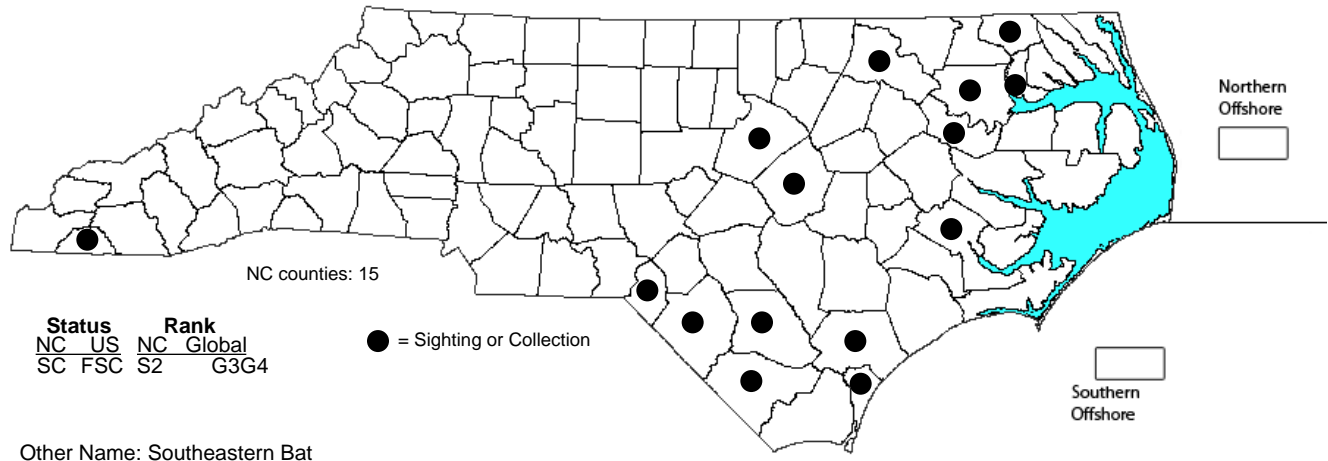 Northern
Offshore
NC counties: 15
Status Rank
NC US NC Global
SC FSC S2 G3G4
= Sighting or Collection
Southern
Offshore
Other Name: Southeastern Bat